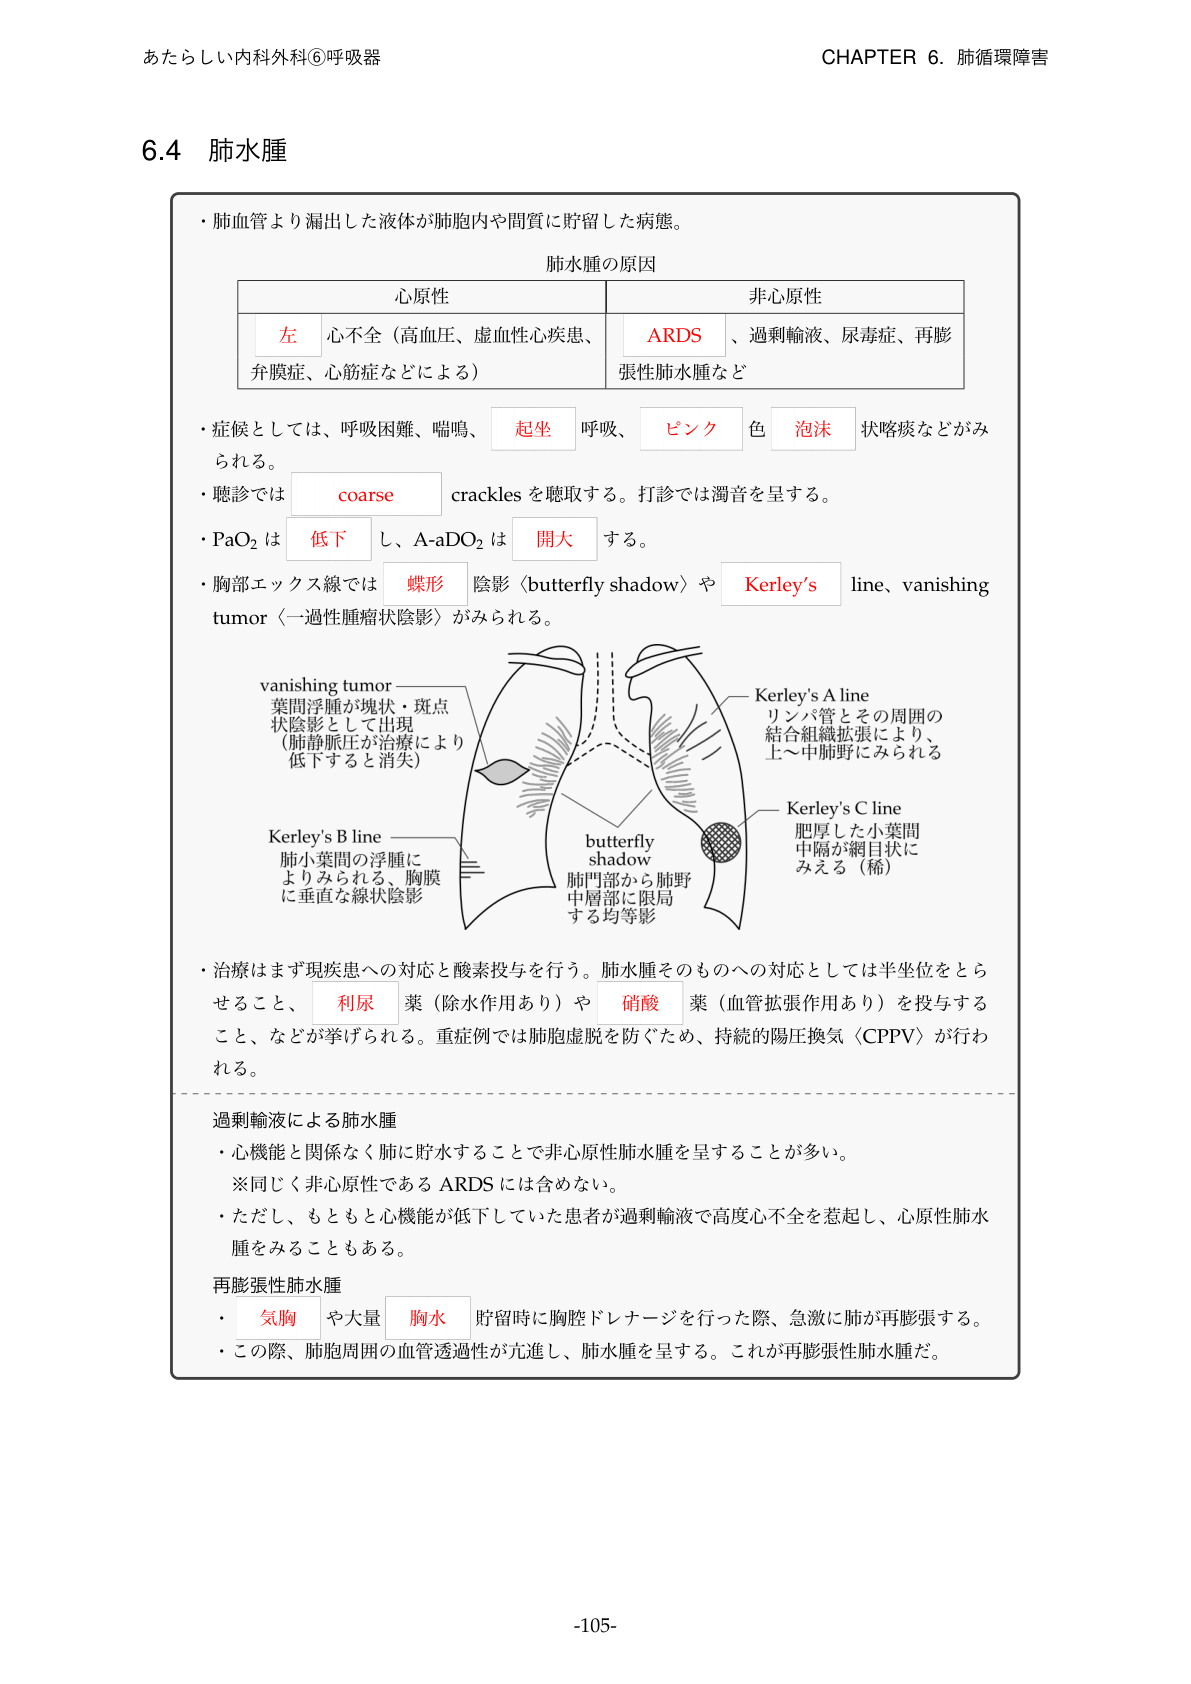 あたらしい内科外科⑥呼吸器
CHAPTER 6. 肺循環障害
6.4 肺水腫
・肺血管より漏出した液体が肺胞内や間質に貯留した病態。
肺水腫の原因
心原性 非心原性
左 心不全（高血圧、虚血性心疾患、
弁膜症、心筋症などによる）
ARDS 、過剰輸液、尿毒症、再膨
張性肺水腫など
・症候としては、呼吸困難、喘鳴、 起坐 呼吸、 ピンク 色 泡沫 状喀痰などがみ
られる。
・聴診では coarse crackles を聴取する。打診では濁音を呈する。
・PaO₂ は 低下 し、A-aDO₂ は 開大 する。
・胸部エックス線では 蝶形 陰影〈butterfly shadow〉や Kerley's line、vanishing
tumor〈一過性腫瘤状陰影〉がみられる。
vanishing tumor
葉間浮腫が塊状・斑点
状陰影として出現
（肺静脈圧が治療により
低下すると消失）
Kerley's A line
リンパ管とその周囲の
結合組織拡張により、
上〜中肺野にみられる
Kerley's B line
肺小葉間の浮腫に
よりみられる、胸膜
に垂直な線状陰影
butterfly
shadow
肺門部から肺野
中層部に限局
する均等影
Kerley's C line
肥厚した小葉間
中隔が網目状に
みえる（稀）
・治療はまず現疾患への対応と酸素投与を行う。肺水腫そのものへの対応としては半坐位をとら
せること、 利尿 薬（除水作用あり）や 硝酸 薬（血管拡張作用あり）を投与する
こと、などが挙げられる。重症例では肺胞虚脱を防ぐため、持続的陽圧換気〈CPPV〉が行わ
れる。
過剰輸液による肺水腫
・心機能と関係なく肺に貯水することで非心原性肺水腫を呈することが多い。
※同じく非心原性である ARDS には含めない。
・ただし、もともと心機能が低下していた患者が過剰輸液で高度心不全を惹起し、心原性肺水
腫をみることもある。
再膨張性肺水腫
・ 気胸 や大量 胸水 貯留時に胸腔ドレナージを行った際、急激に肺が再膨張する。
・この際、肺胞周囲の血管透過性が亢進し、肺水腫を呈する。これが再膨張性肺水腫だ。
-105-